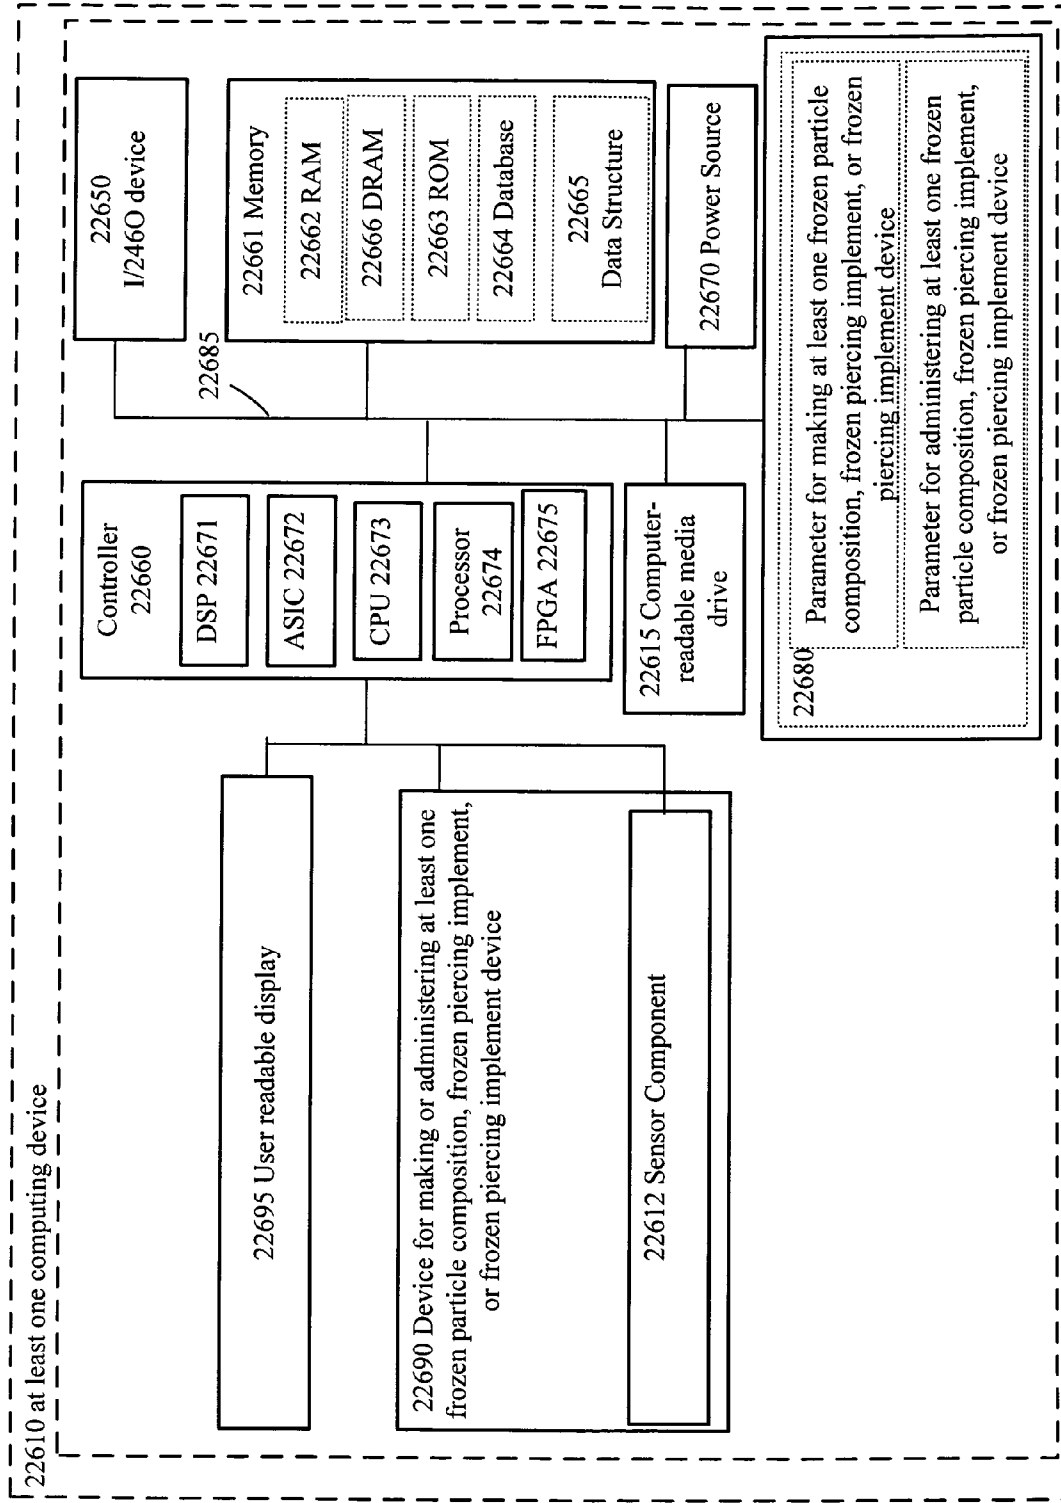 22610 at least one computing device
22695 User readable display
22690 Device for making or administering at least one
frozen particle composition, frozen piercing implement,
or frozen piercing implement device
22612 Sensor Component
Controller
22660
DSP 22671
ASIC 22672
CPU 22673
Processor
22674
FPGA 22675
22615 Computer-
readable media
drive
22685
22650
I/246O device
22661 Memory
22662 RAM
22666 DRAM
22663 ROM
22664 Database
22665
Data Structure
22670 Power Source
22680
Parameter for making at least one frozen particle
composition, frozen piercing implement, or frozen
piercing implement device
Parameter for administering at least one frozen
particle composition, frozen piercing implement,
or frozen piercing implement device